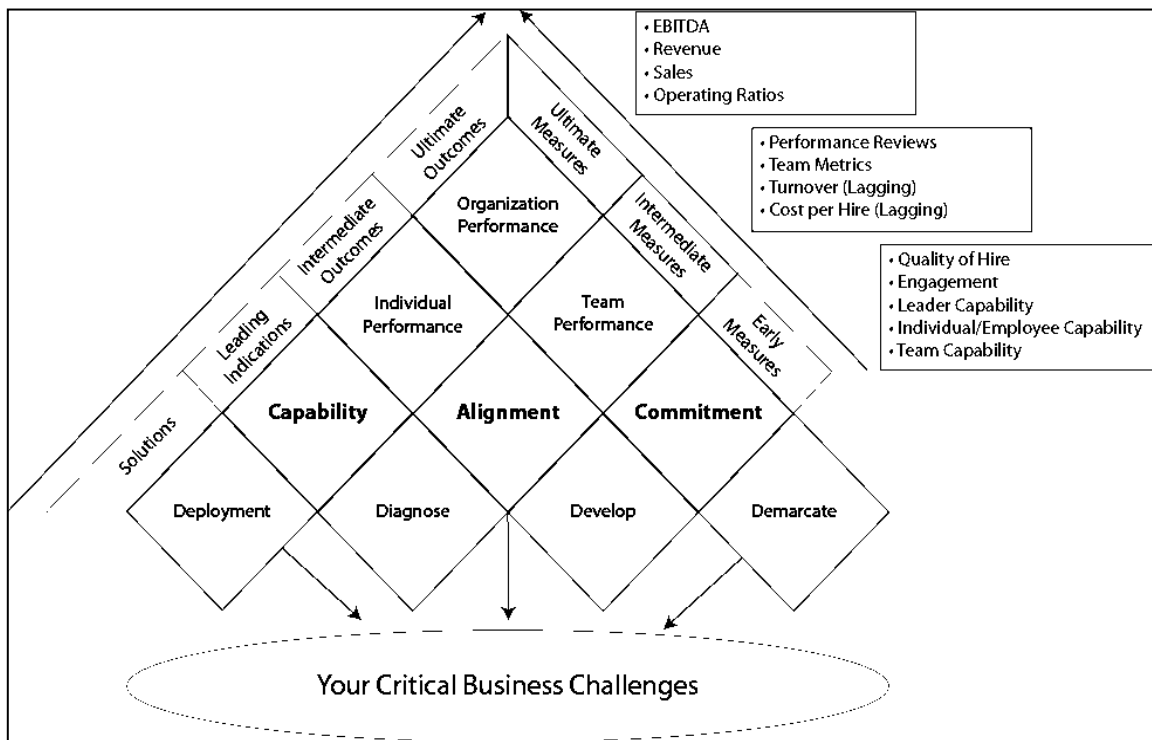 • EBITDA
• Revenue
• Sales
• Operating Ratios
• Performance Reviews
• Team Metrics
• Turnover (Lagging)
• Cost per Hire (Lagging)
• Quality of Hire
• Engagement
• Leader Capability
• Individual/Employee Capability
• Team Capability
Ultimate
Outcomes
Ultimate
Measures
Intermediate
Outcomes
Organization
Performance
Intermediate
Measures
Leading
Indications
Individual
Performance
Team
Performance
Early
Measures
Solutions
Capability
Alignment
Commitment
Deployment
Diagnose
Develop
Demarcate
Your Critical Business Challenges